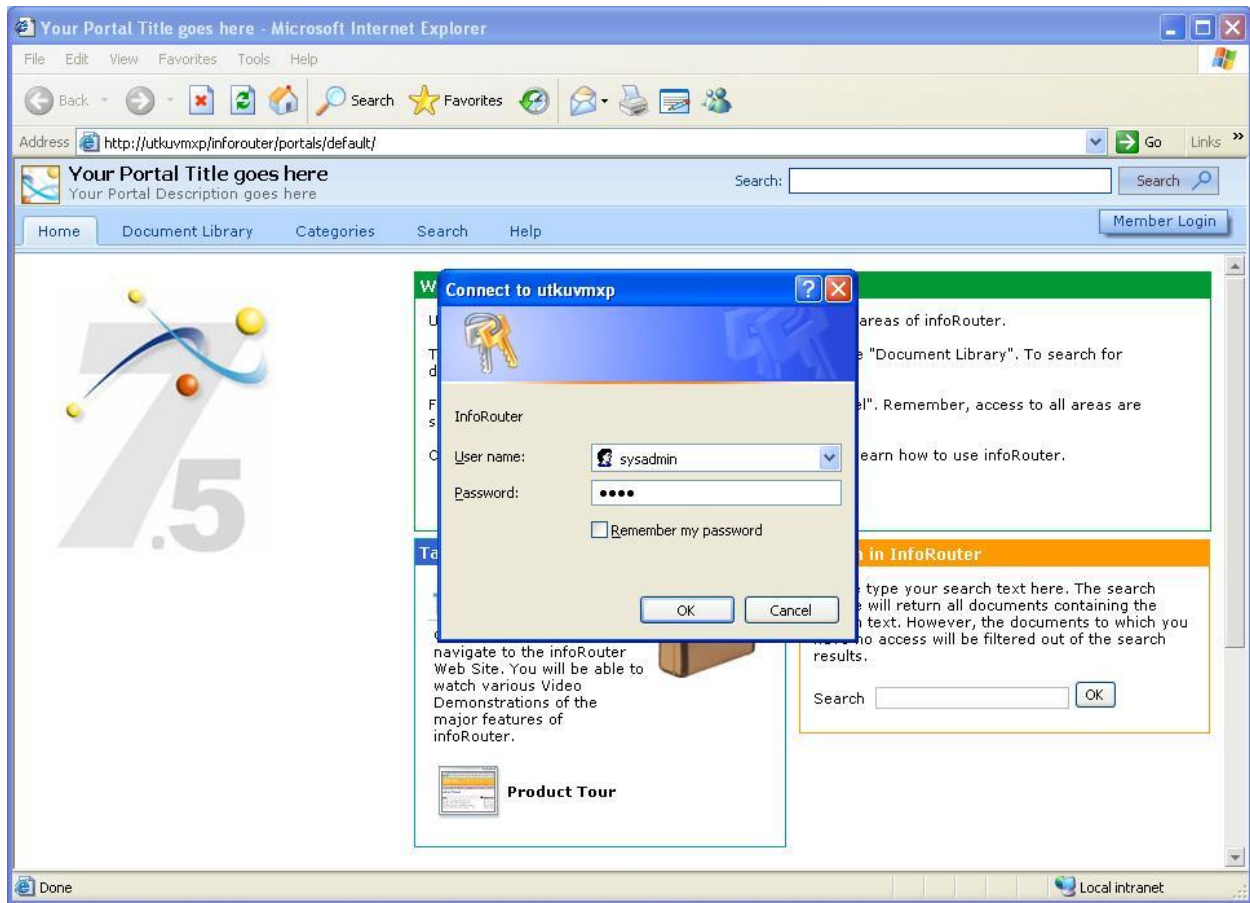 Your Portal Title goes here - Microsoft Internet Explorer
File Edit View Favorites Tools Help
Back Search Favorites
Address http://utkuvmxp/inforouter/portals/default/ Go Links »
Your Portal Title goes here
Your Portal Description goes here
Search: Search
Home Document Library Categories Search Help Member Login
7.5
W
U areas of infoRouter.
T "Document Library". To search for
d
F l". Remember, access to all areas are
s
earn how to use infoRouter.
Connect to utkuvmxp
InfoRouter
User name: sysadmin
Password: ••••
Remember my password
OK Cancel
Ta
navigate to the infoRouter
Web Site. You will be able to
watch various Video
Demonstrations of the
major features of
infoRouter.
Product Tour
in InfoRouter
type your search text here. The search
will return all documents containing the
text. However, the documents to which you
no access will be filtered out of the search
results.
Search OK
Done Local intranet